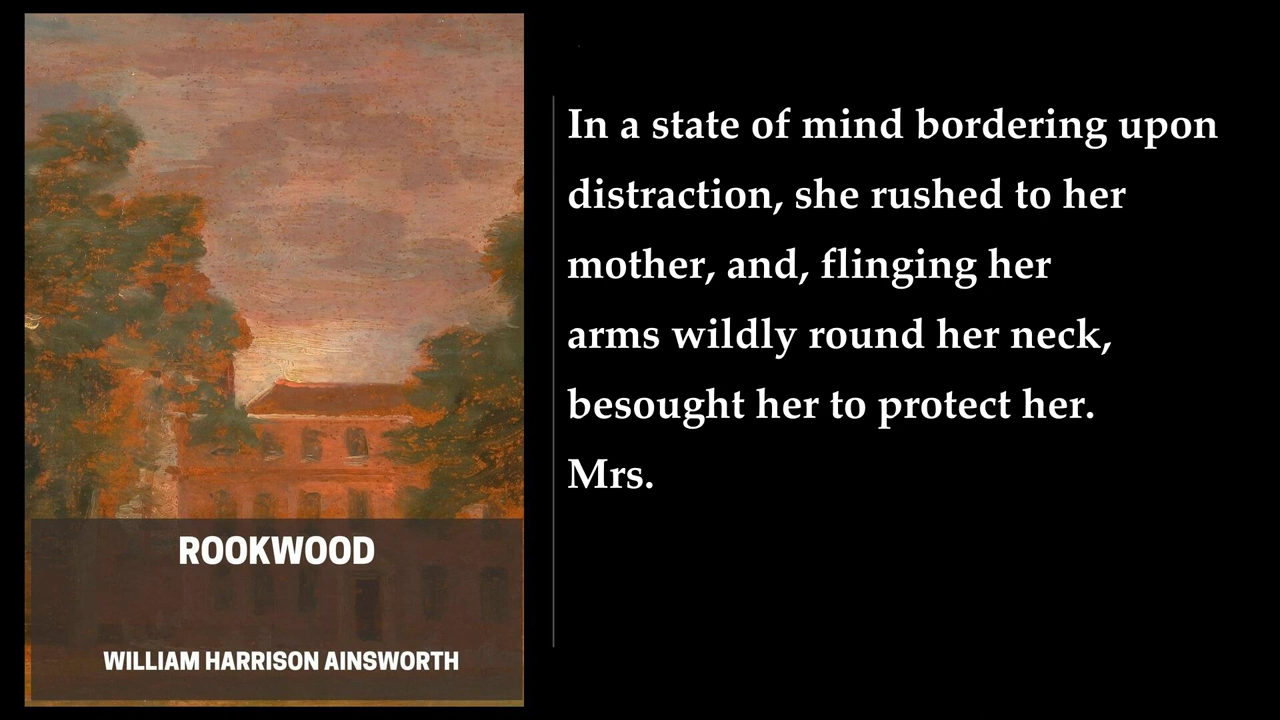 ROOKWOOD
WILLIAM HARRISON AINSWORTH
In a state of mind bordering upon
distraction, she rushed to her
mother, and, flinging her
arms wildly round her neck,
besought her to protect her.
Mrs.